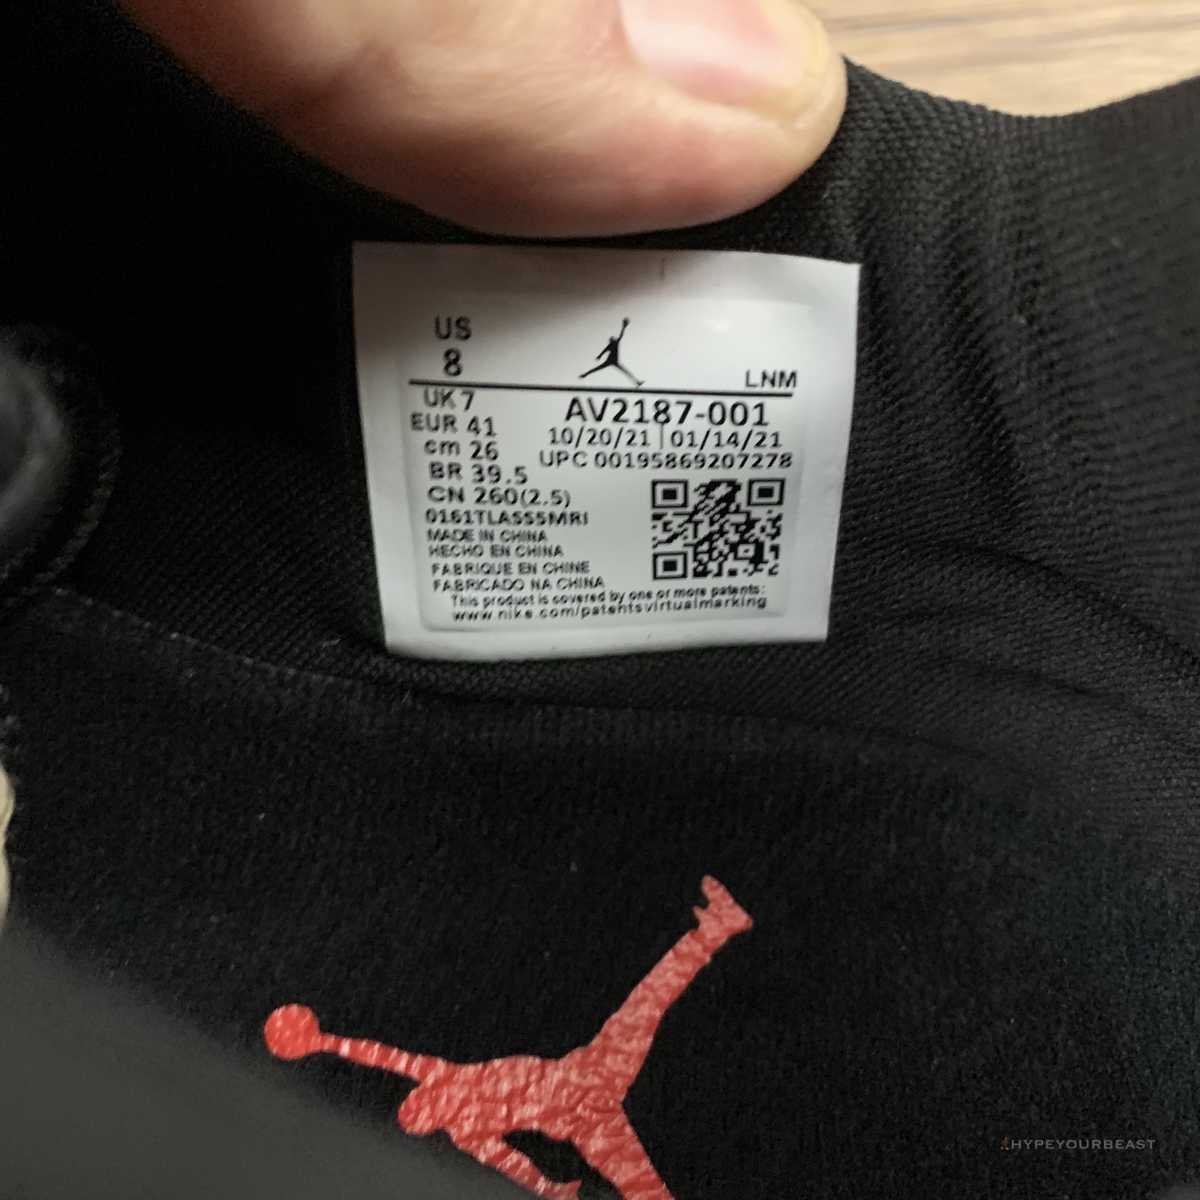 US
8
LNM
UK 7
AV2187-001
EUR 41
10/20/21 | 01/14/21
cm 26
UPC 00195869207278
BR 39.5
CN 260(2.5)
0161TLASS5MRI
MADE IN CHINA
HECHO EN CHINA
FABRIQUE EN CHINE
FABRICADO NA CHINA
This product is covered by one or more patents:
www.nike.com/patentsvirtualmarking
HYPEYOURBEAST